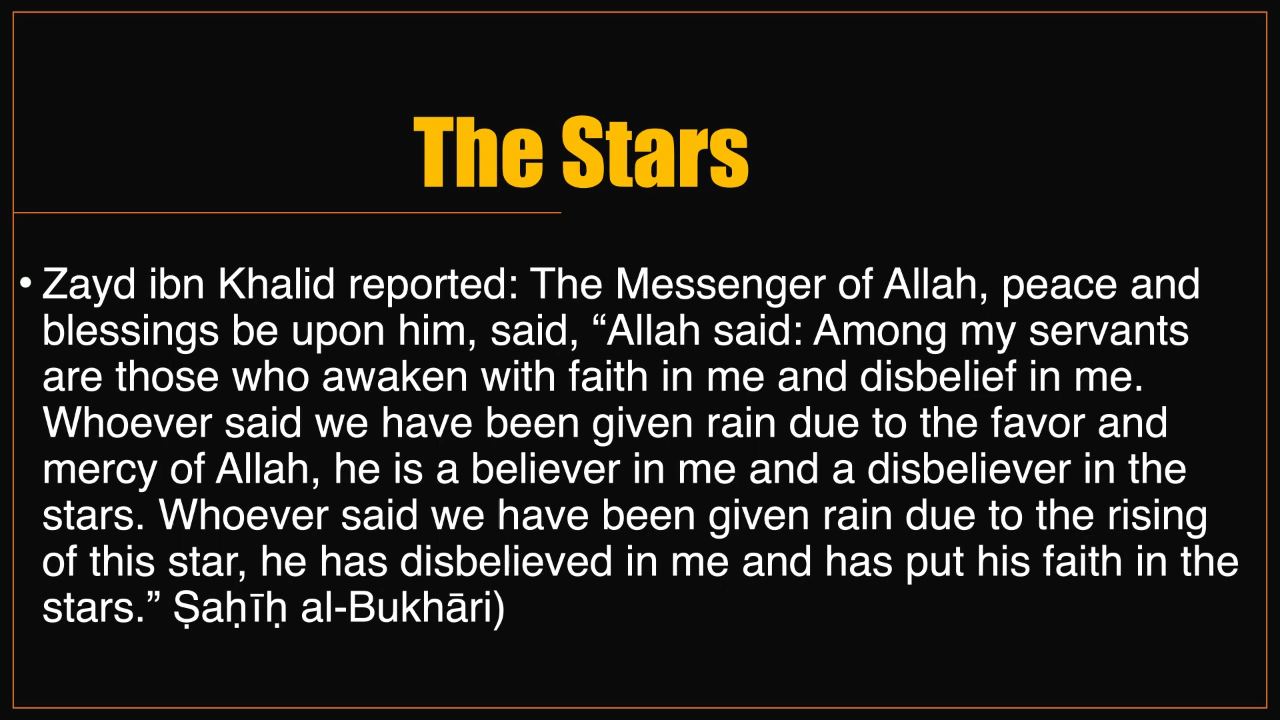 The Stars
• Zayd ibn Khalid reported: The Messenger of Allah, peace and
blessings be upon him, said, “Allah said: Among my servants
are those who awaken with faith in me and disbelief in me.
Whoever said we have been given rain due to the favor and
mercy of Allah, he is a believer in me and a disbeliever in the
stars. Whoever said we have been given rain due to the rising
of this star, he has disbelieved in me and has put his faith in the
stars.” Ṣaḥīḥ al-Bukhāri)